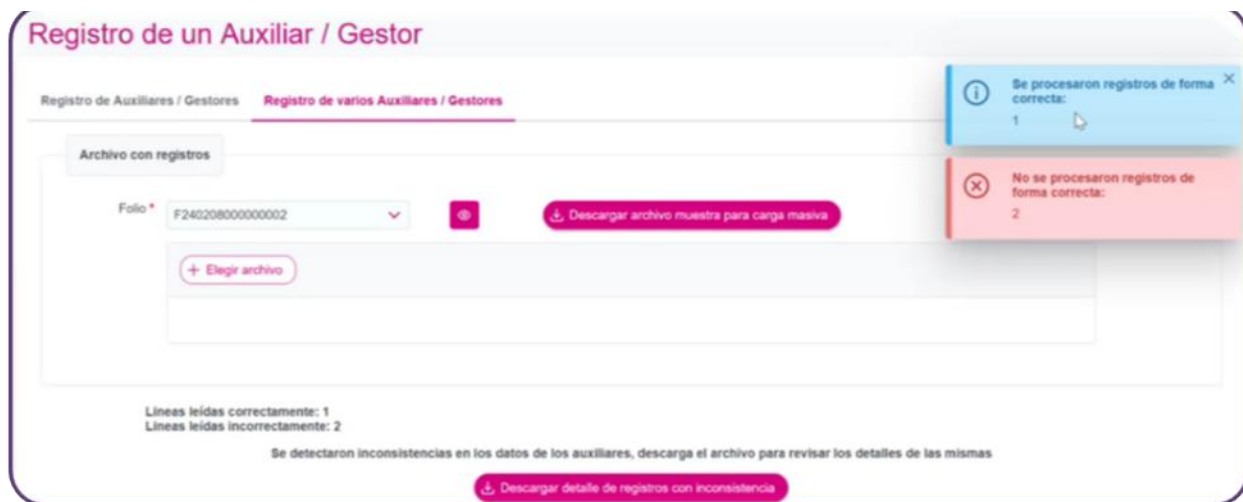 Registro de un Auxiliar / Gestor
Registro de Auxiliares / Gestores
Registro de varios Auxiliares / Gestores
Se procesaron registros de forma
correcta:
1
No se procesaron registros de
forma correcta:
2
Archivo con registros
Folio *
F240208000000002
Descargar archivo muestra para carga masiva
+ Elegir archivo
Líneas leídas correctamente: 1
Líneas leídas incorrectamente: 2
Se detectaron inconsistencias en los datos de los auxiliares, descarga el archivo para revisar los detalles de las mismas
Descargar detalle de registros con inconsistencia